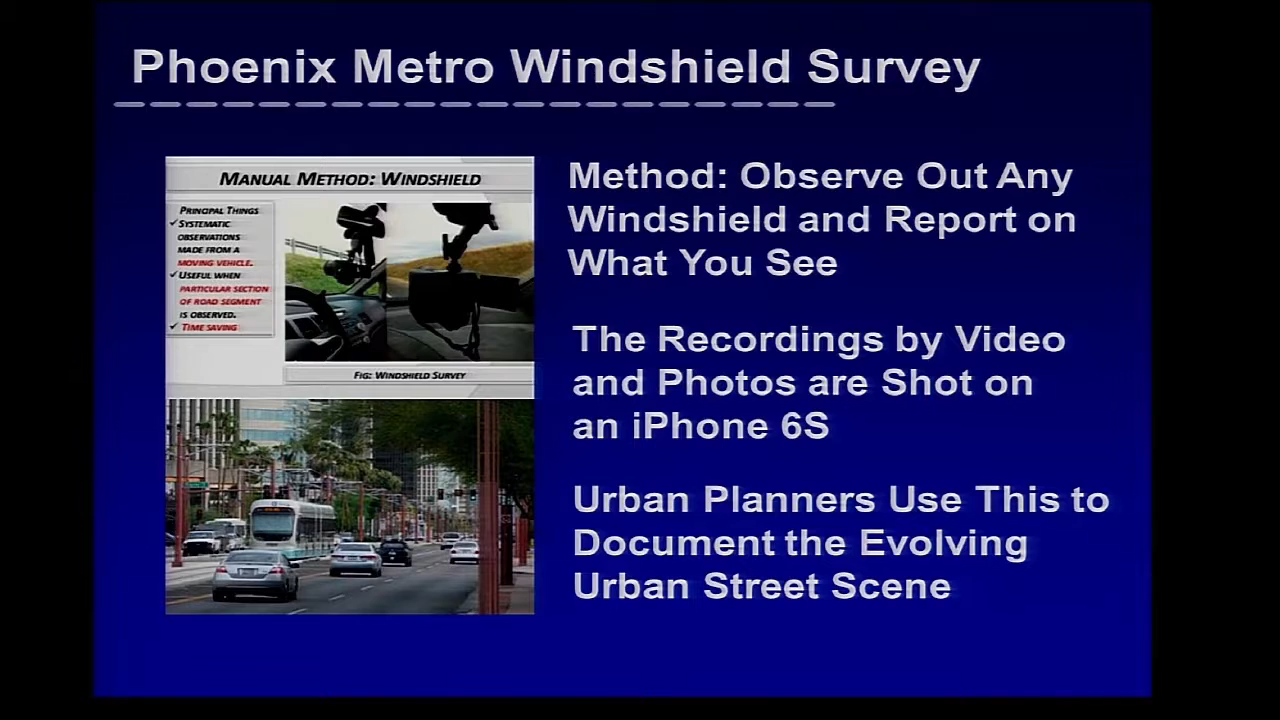 Phoenix Metro Windshield Survey
MANUAL METHOD: WINDSHIELD
PRINCIPAL THINGS
✓ SYSTEMATIC
OBSERVATIONS
MADE FROM A
MOVING VEHICLE.
✓ USEFUL WHEN
PARTICULAR SECTION
OF ROAD SEGMENT
IS OBSERVED.
✓ TIME SAVING
FIG: WINDSHIELD SURVEY
Method: Observe Out Any
Windshield and Report on
What You See
The Recordings by Video
and Photos are Shot on
an iPhone 6S
Urban Planners Use This to
Document the Evolving
Urban Street Scene